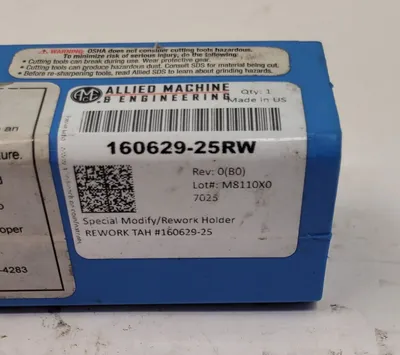 WARNING: OSHA does not consider cutting tools hazardous.
To minimize risk of serious injury, do the following:
• Cutting tools can break during use. Wear protective gear.
• Cutting tools can produce hazardous dust. Consult SDS for material being cut.
• Before re-sharpening tools, read Allied SDS to learn about grinding hazards.
AMEC
ALLIED MACHINE
& ENGINEERING
Qty: 1
Made in US
160629-25RW
Rev: 0(B0)
Lot#: M8110X0
7025
Special Modify/Rework Holder
REWORK TAH #160629-25
an
ure.
o
oper
-4283